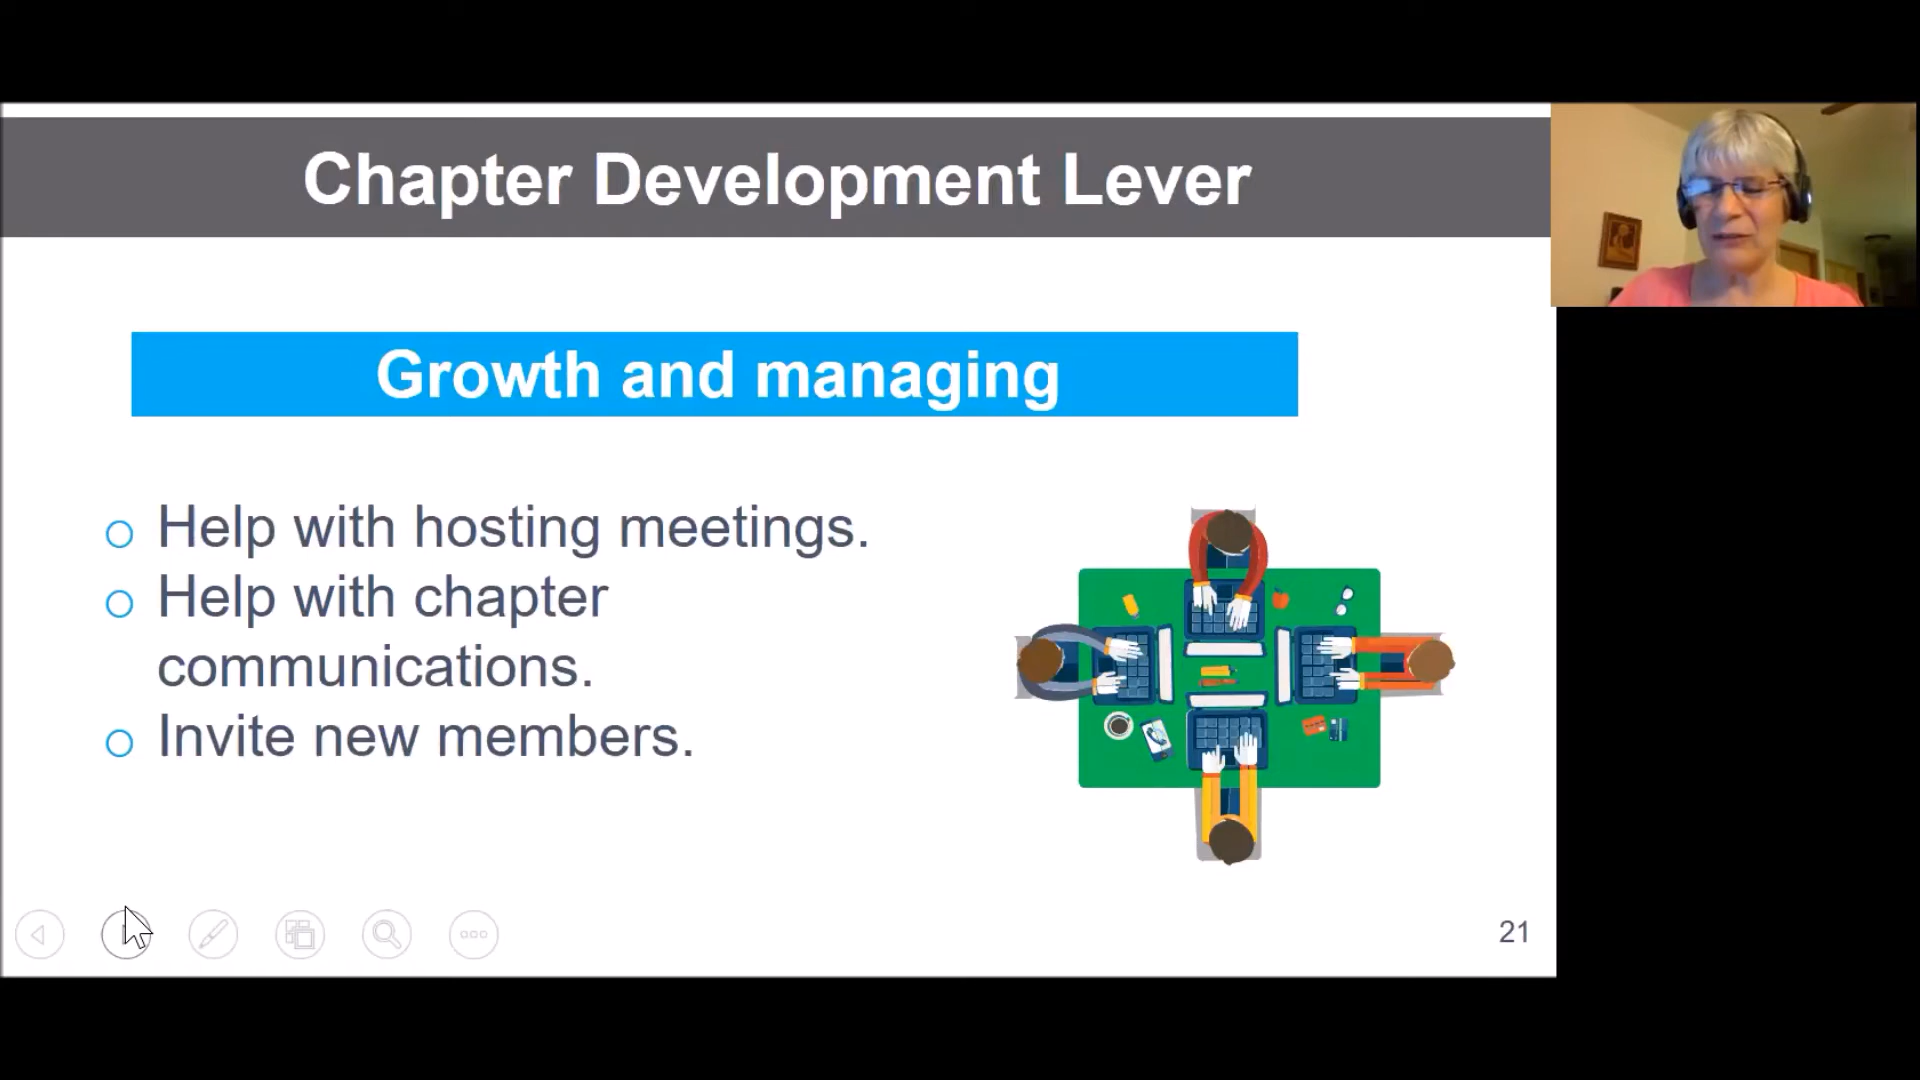 Chapter Development Lever
Growth and managing
Help with hosting meetings.
Help with chapter
communications.
Invite new members.
21